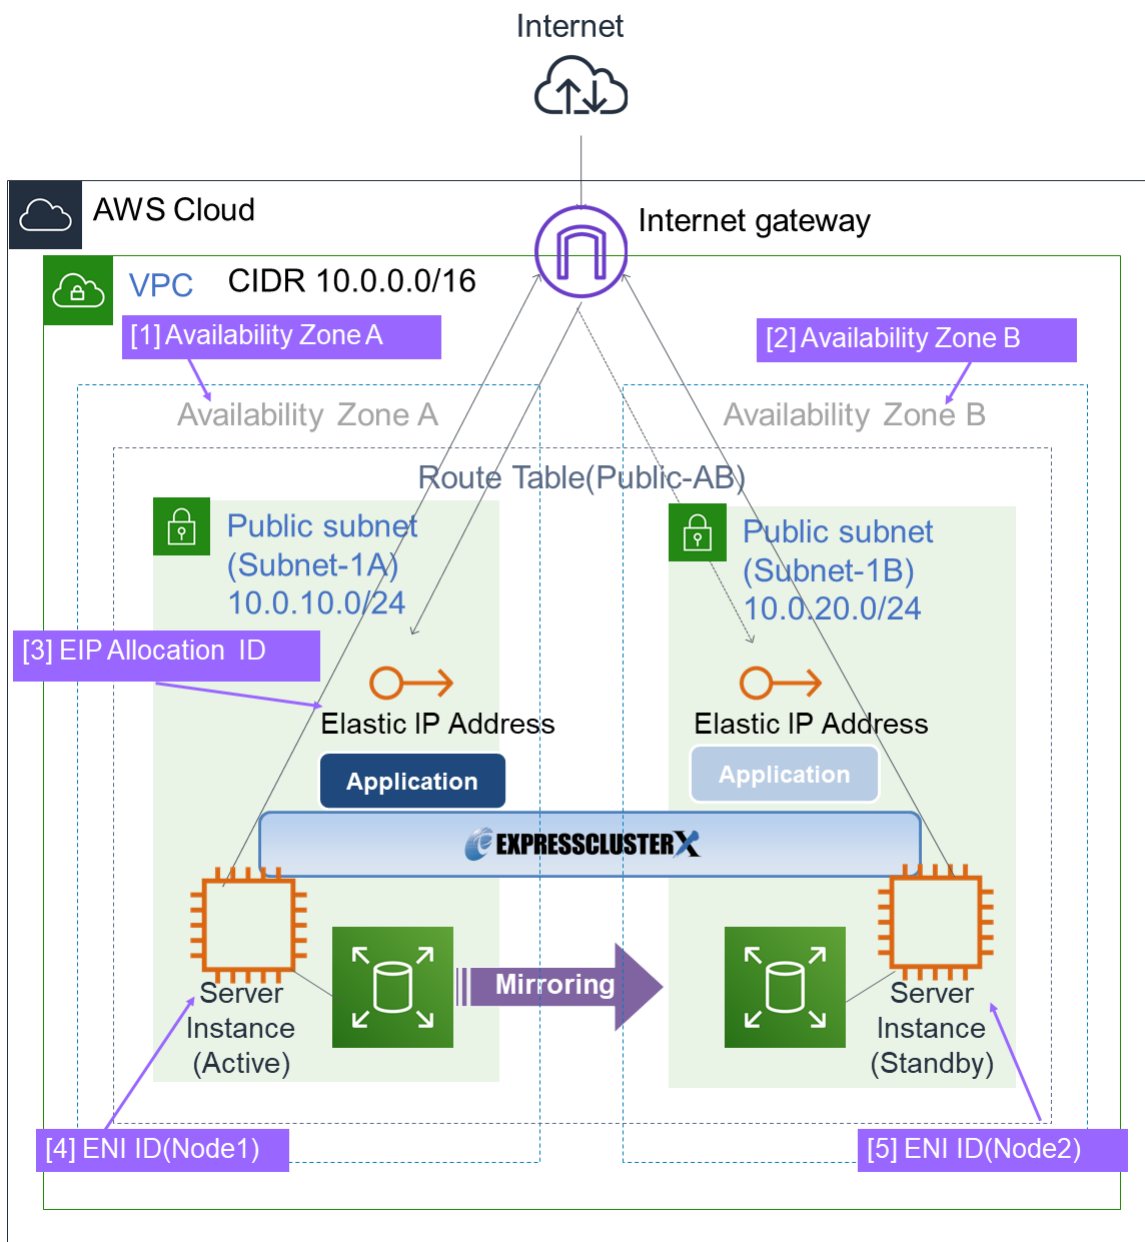 Internet
AWS Cloud
Internet gateway
VPC CIDR 10.0.0.0/16
[1] Availability Zone A
[2] Availability Zone B
Availability Zone A
Availability Zone B
Route Table(Public-AB)
Public subnet
(Subnet-1A)
10.0.10.0/24
Public subnet
(Subnet-1B)
10.0.20.0/24
[3] EIP Allocation ID
Elastic IP Address
Elastic IP Address
Application
Application
EXPRESSCLUSTER X
Mirroring
Server
Instance
(Active)
Server
Instance
(Standby)
[4] ENI ID(Node1)
[5] ENI ID(Node2)